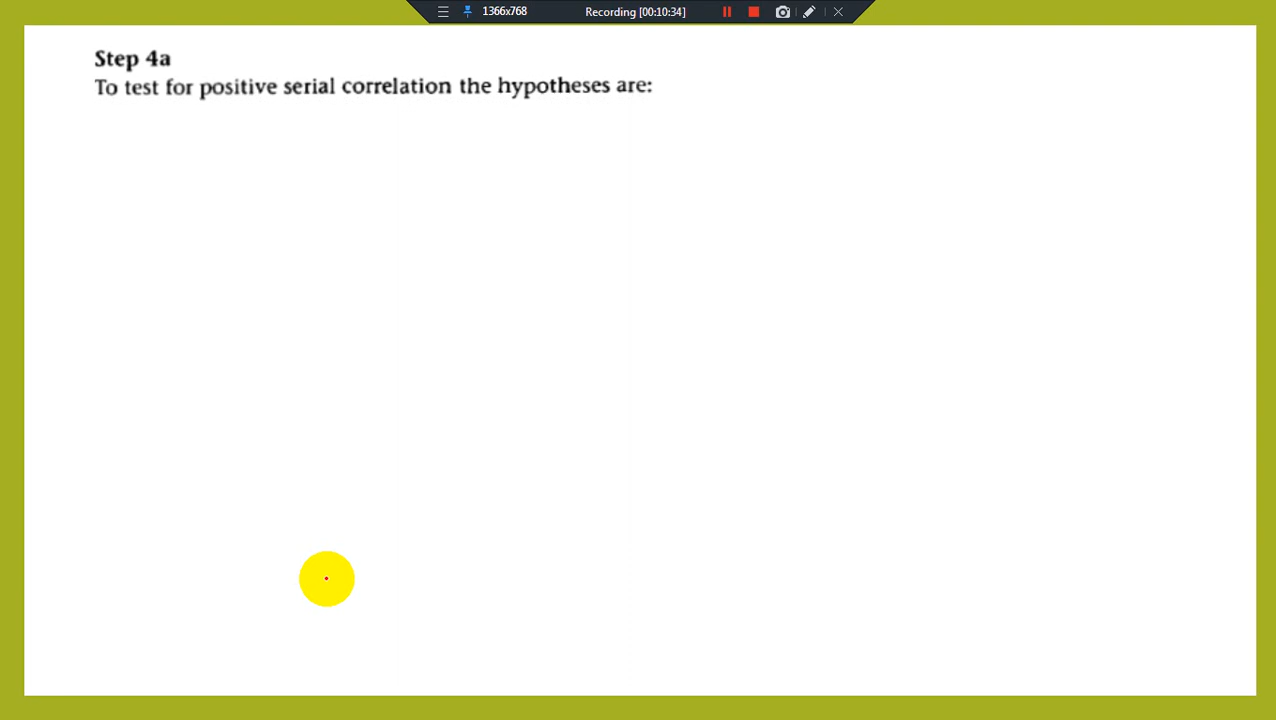 1366x768
Recording [00:10:34]
Step 4a
To test for positive serial correlation the hypotheses are: